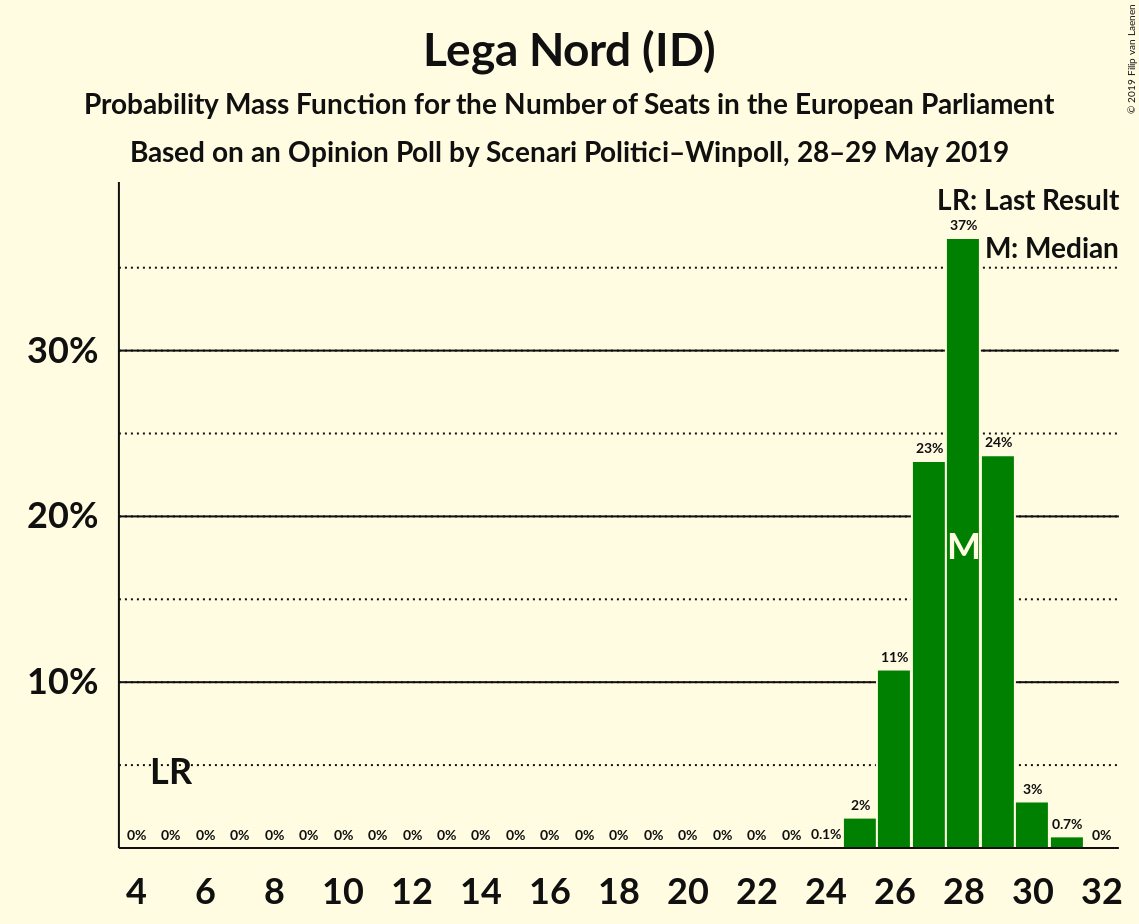 Lega Nord (ID)
Probability Mass Function for the Number of Seats in the European Parliament
Based on an Opinion Poll by Scenari Politici–Winpoll, 28–29 May 2019
© 2019 Filip van Laenen
LR: Last Result
M: Median
37%
30%
24%
23%
20%
M
11%
10%
LR
3%
2%
0.7%
0% 0% 0% 0% 0% 0% 0% 0% 0% 0% 0% 0% 0% 0% 0% 0% 0% 0% 0% 0% 0.1% 0%
4 6 8 10 12 14 16 18 20 22 24 26 28 30 32